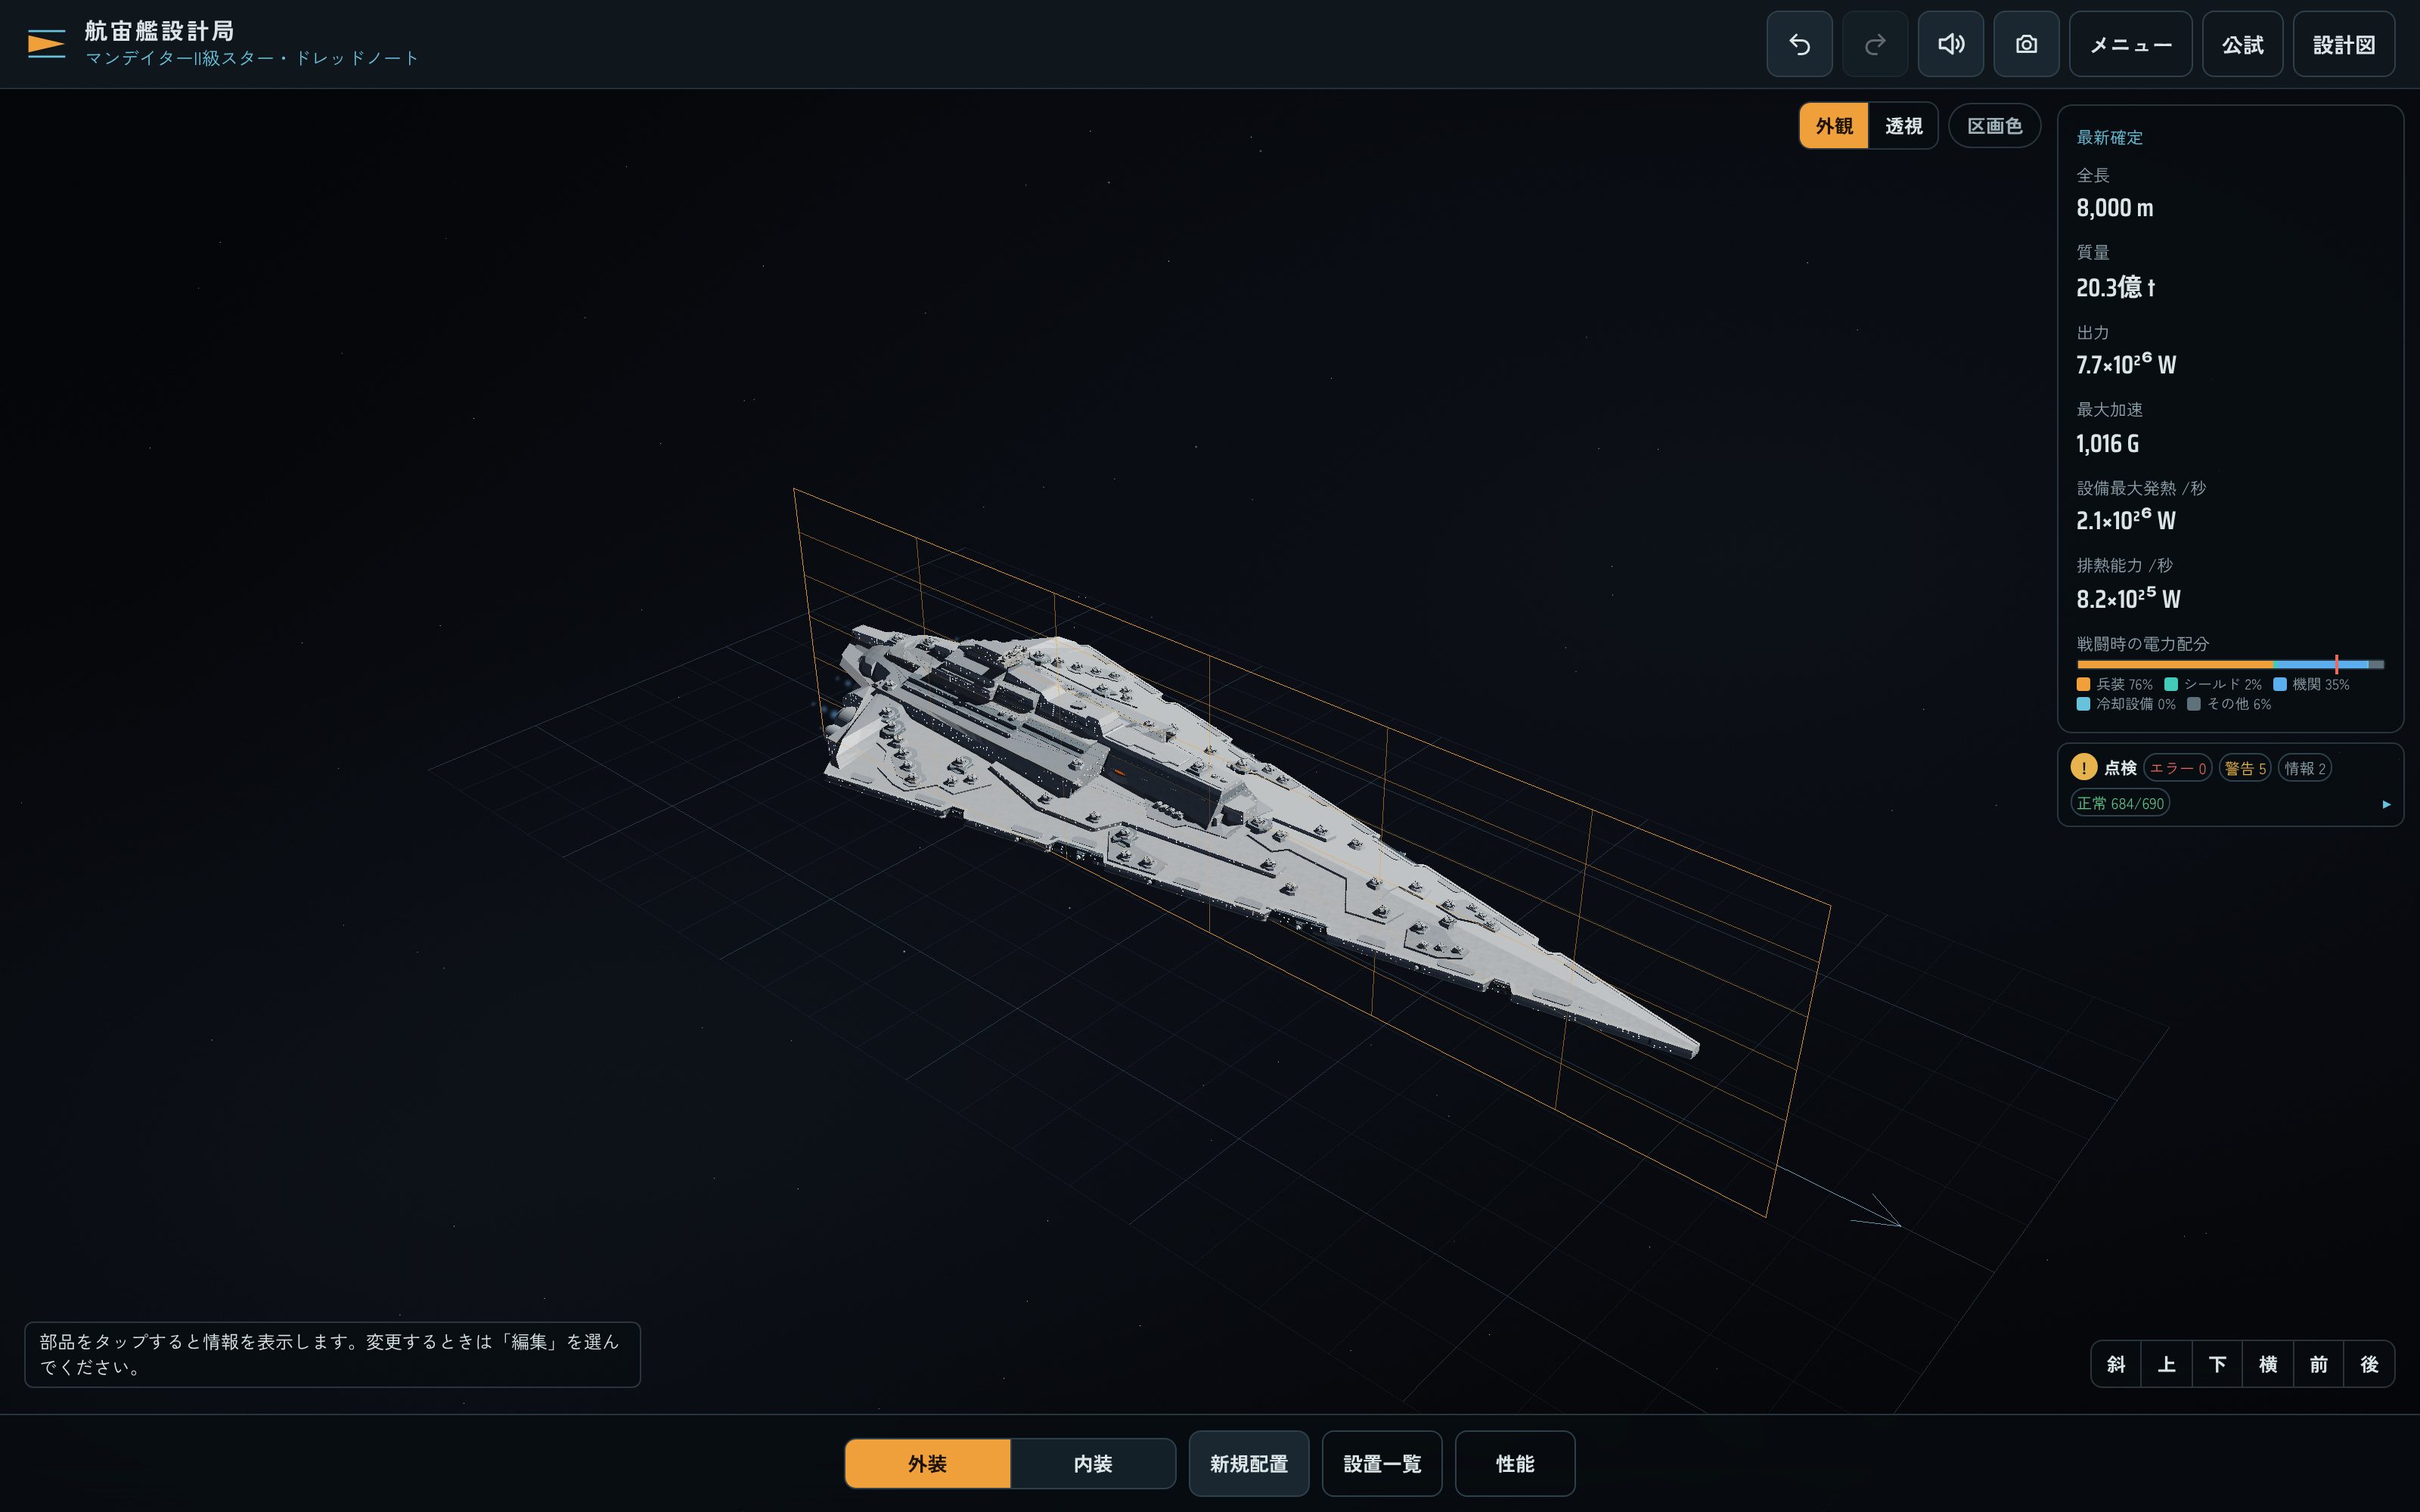 航宙艦設計局
マンデイターII級スター・ドレッドノート
メニュー
公試
設計図
外観
透視
区画色
最新確定
全長
8,000 m
質量
20.3億 t
出力
7.7×10²⁶ W
最大加速
1,016 G
設備最大発熱 /秒
2.1×10²⁶ W
排熱能力 /秒
8.2×10²⁵ W
戦闘時の電力配分
兵装 76% シールド 2% 機関 35%
冷却設備 0% その他 6%
! 点検 エラー 0 警告 5 情報 2
正常 684/690
部品をタップすると情報を表示します。変更するときは「編集」を選ん
でください。
斜 上 下 横 前 後
外装
内装
新規配置
設置一覧
性能